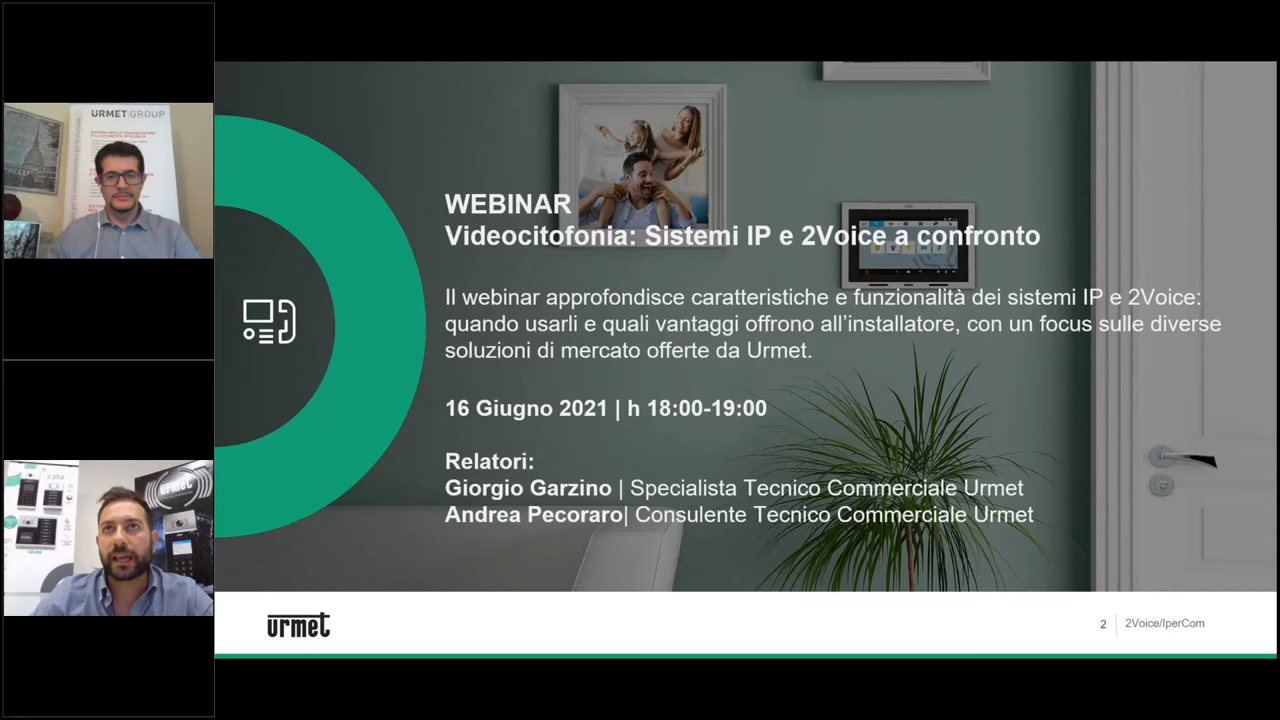 URMET GROUP
urmet
WEBINAR
Videocitofonia: Sistemi IP e 2Voice a confronto
Il webinar approfondisce caratteristiche e funzionalità dei sistemi IP e 2Voice:
quando usarli e quali vantaggi offrono all’installatore, con un focus sulle diverse
soluzioni di mercato offerte da Urmet.
16 Giugno 2021 | h 18:00-19:00
Relatori:
Giorgio Garzino | Specialista Tecnico Commerciale Urmet
Andrea Pecoraro| Consulente Tecnico Commerciale Urmet
urmet
2
2Voice/IperCom